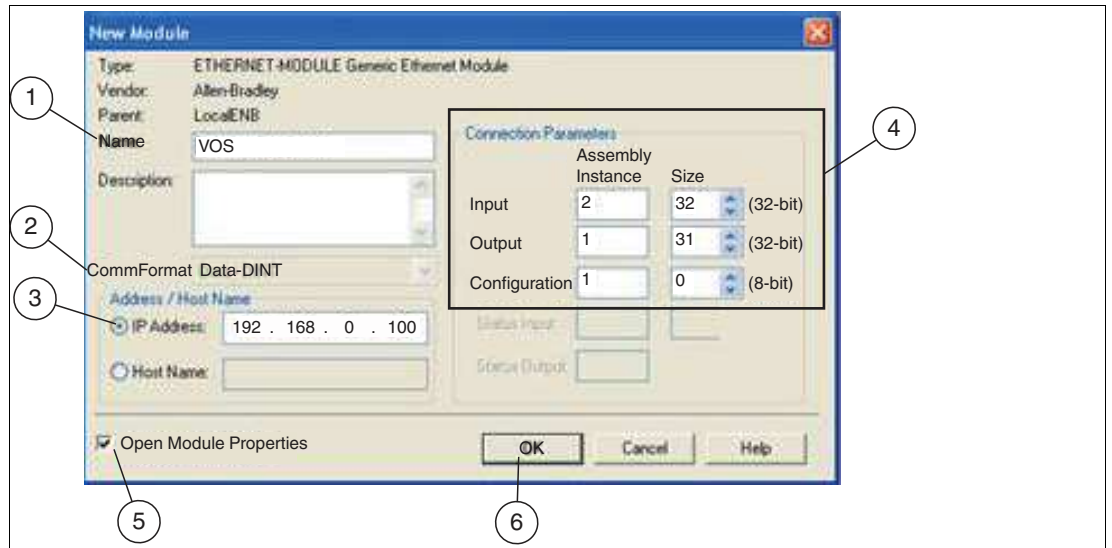 New Module
Type: ETHERNET-MODULE Generic Ethernet Module
Vendor: Allen-Bradley
Parent: LocalENB
1
Name VOS
Description:
2
CommFormat Data-DINT
3
Address / Host Name
IP Address: 192 . 168 . 0 . 100
Host Name:
Connection Parameters
4
Assembly
Instance Size
Input 2 32 (32-bit)
Output 1 31 (32-bit)
Configuration 1 0 (8-bit)
Status Input
Status Output
Open Module Properties
OK Cancel Help
5
6